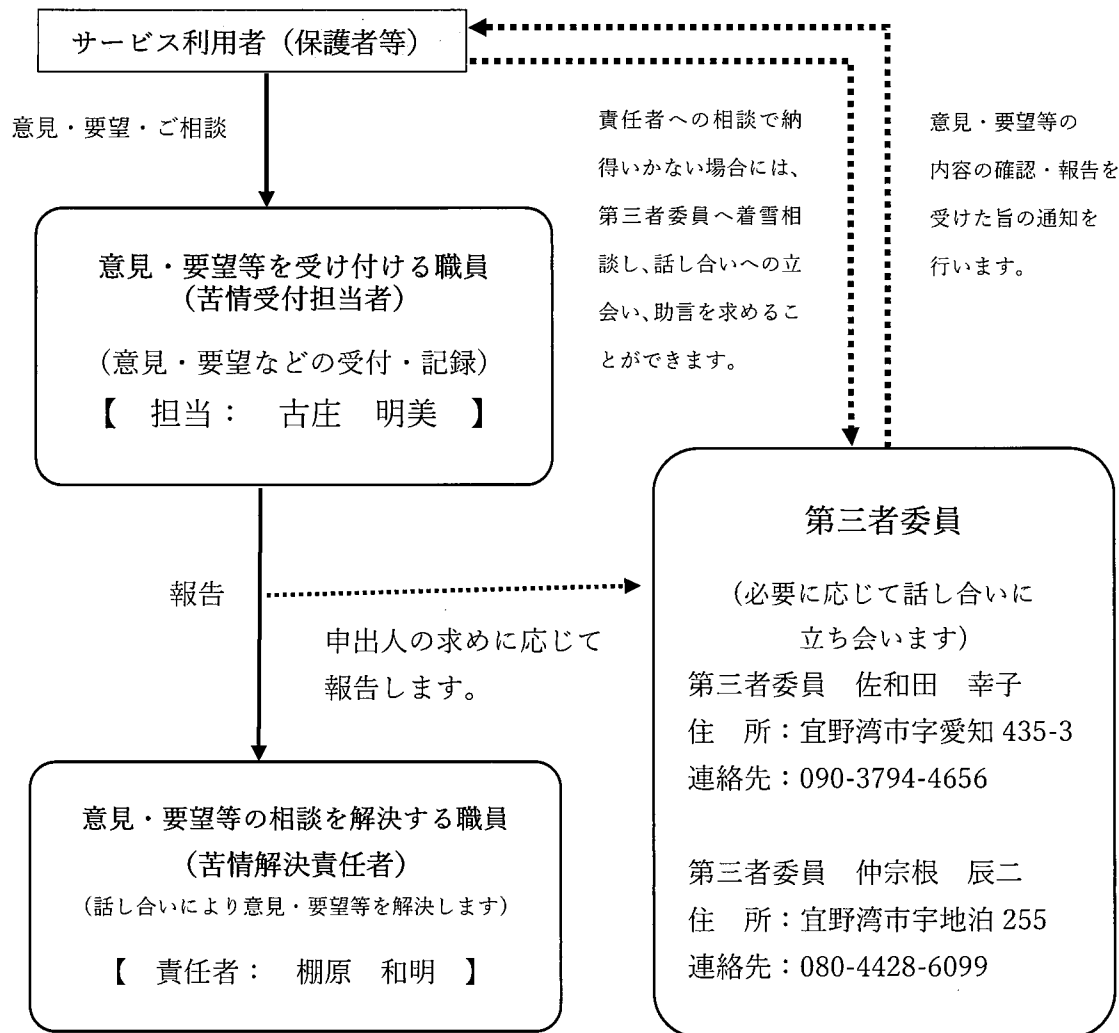 サービス利用者（保護者等）
意見・要望・ご相談
責任者への相談で納
得いかない場合には、
第三者委員へ着雪相
談し、話し合いへの立
会い、助言を求めるこ
とができます。
意見・要望等の
内容の確認・報告を
受けた旨の通知を
行います。
意見・要望等を受け付ける職員
（苦情受付担当者）
（意見・要望などの受付・記録）
【　担当：　古庄　明美　】
報告
申出人の求めに応じて
報告します。
第三者委員
（必要に応じて話し合いに
立ち会います）
第三者委員　佐和田　幸子
住　所：宜野湾市字愛知 435-3
連絡先：090-3794-4656
第三者委員　仲宗根　辰二
住　所：宜野湾市宇地泊 255
連絡先：080-4428-6099
意見・要望等の相談を解決する職員
（苦情解決責任者）
（話し合いにより意見・要望等を解決します）
【　責任者：　棚原　和明　】